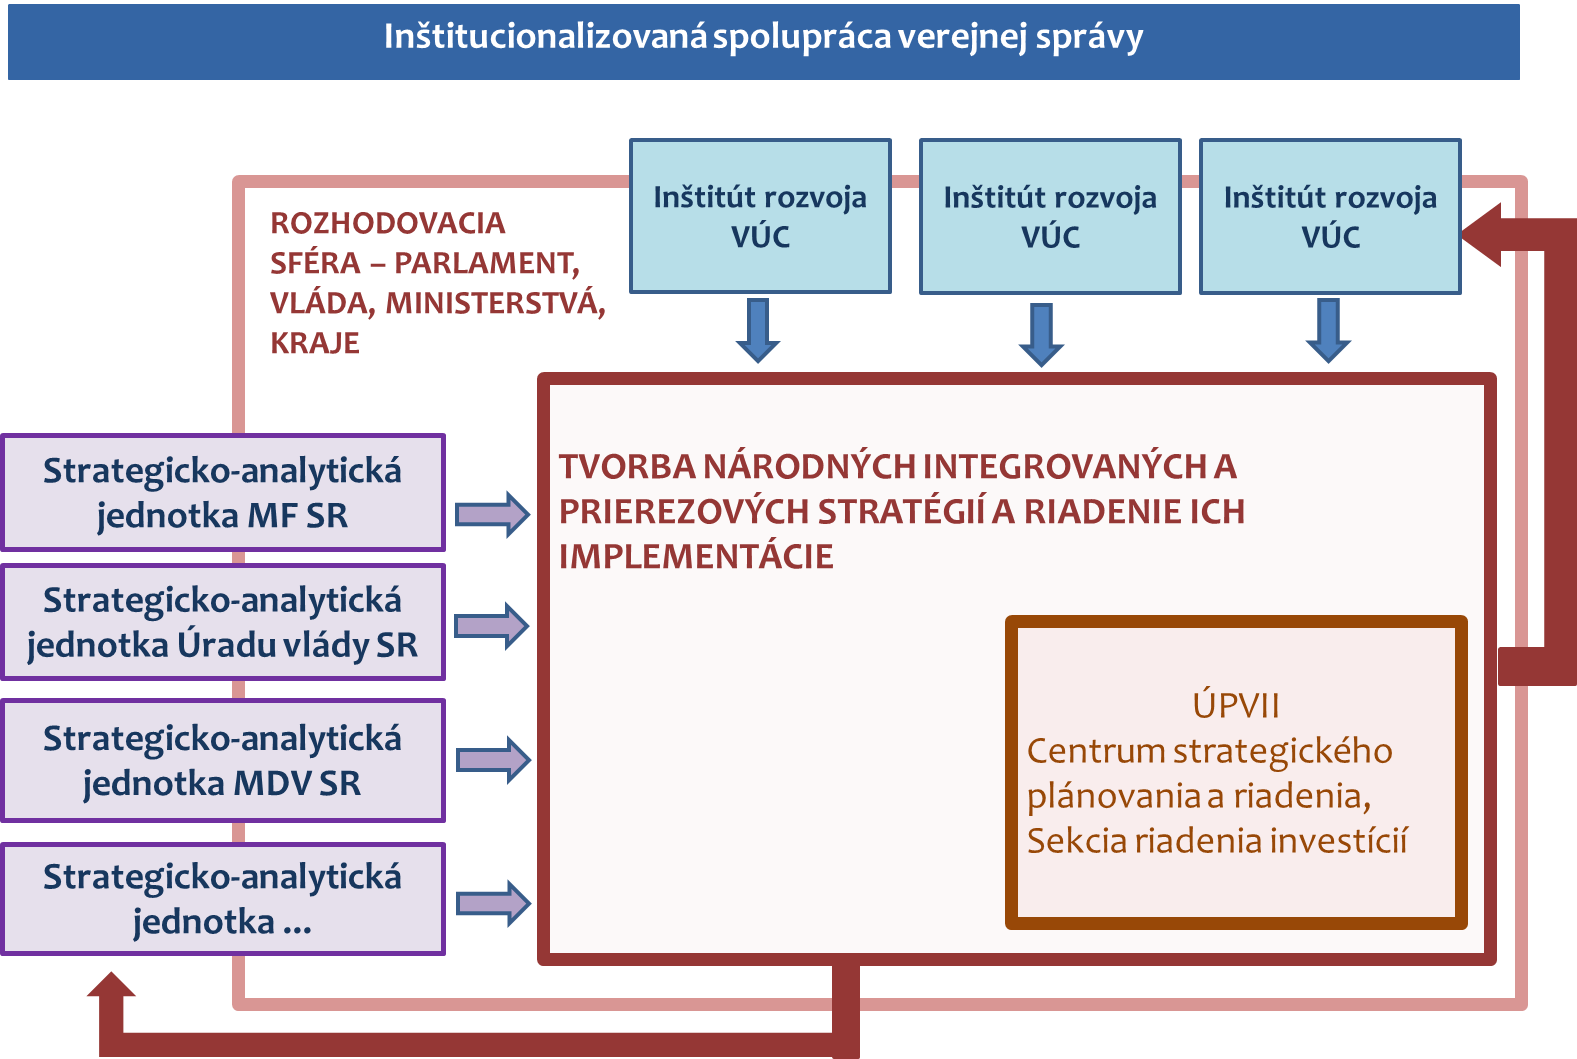 Inštitucionalizovaná spolupráca verejnej správy
Inštitút rozvoja
VÚC
Inštitút rozvoja
VÚC
Inštitút rozvoja
VÚC
ROZHODOVACIA
SFÉRA – PARLAMENT,
VLÁDA, MINISTERSTVÁ,
KRAJE
Strategicko-analytická
jednotka MF SR
Strategicko-analytická
jednotka Úradu vlády SR
Strategicko-analytická
jednotka MDV SR
Strategicko-analytická
jednotka ...
TVORBA NÁRODNÝCH INTEGROVANÝCH A
PRIEREZOVÝCH STRATÉGIÍ A RIADENIE ICH
IMPLEMENTÁCIE
ÚPVII
Centrum strategického
plánovania a riadenia,
Sekcia riadenia investícií